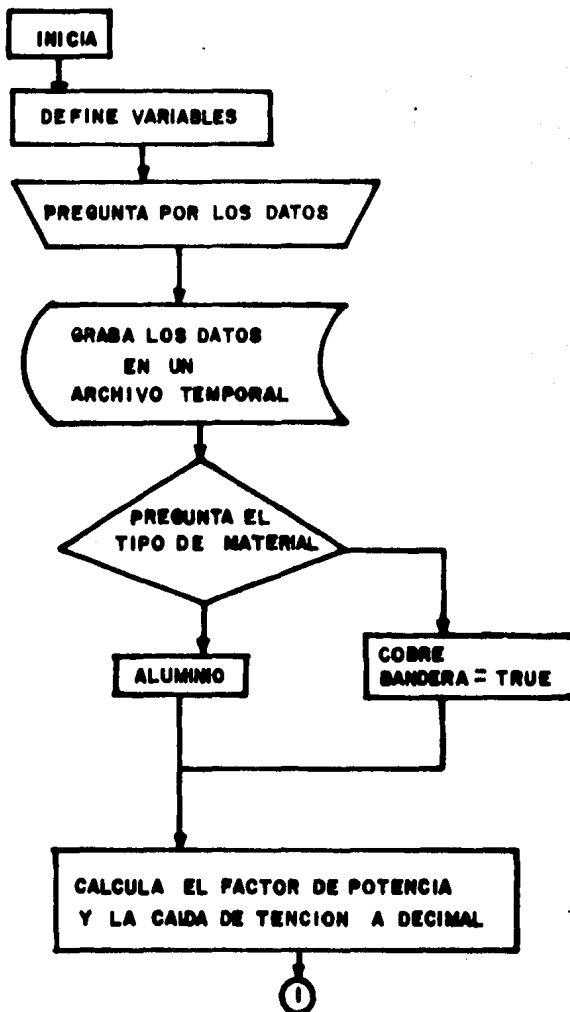 INICIA
DEFINE VARIABLES
PREGUNTA POR LOS DATOS
GRABA LOS DATOS
EN UN
ARCHIVO TEMPORAL
PREGUNTA EL
TIPO DE MATERIAL
ALUMINIO
COBRE
BANDERA = TRUE
CALCULA EL FACTOR DE POTENCIA
Y LA CAIDA DE TENCION A DECIMAL
1